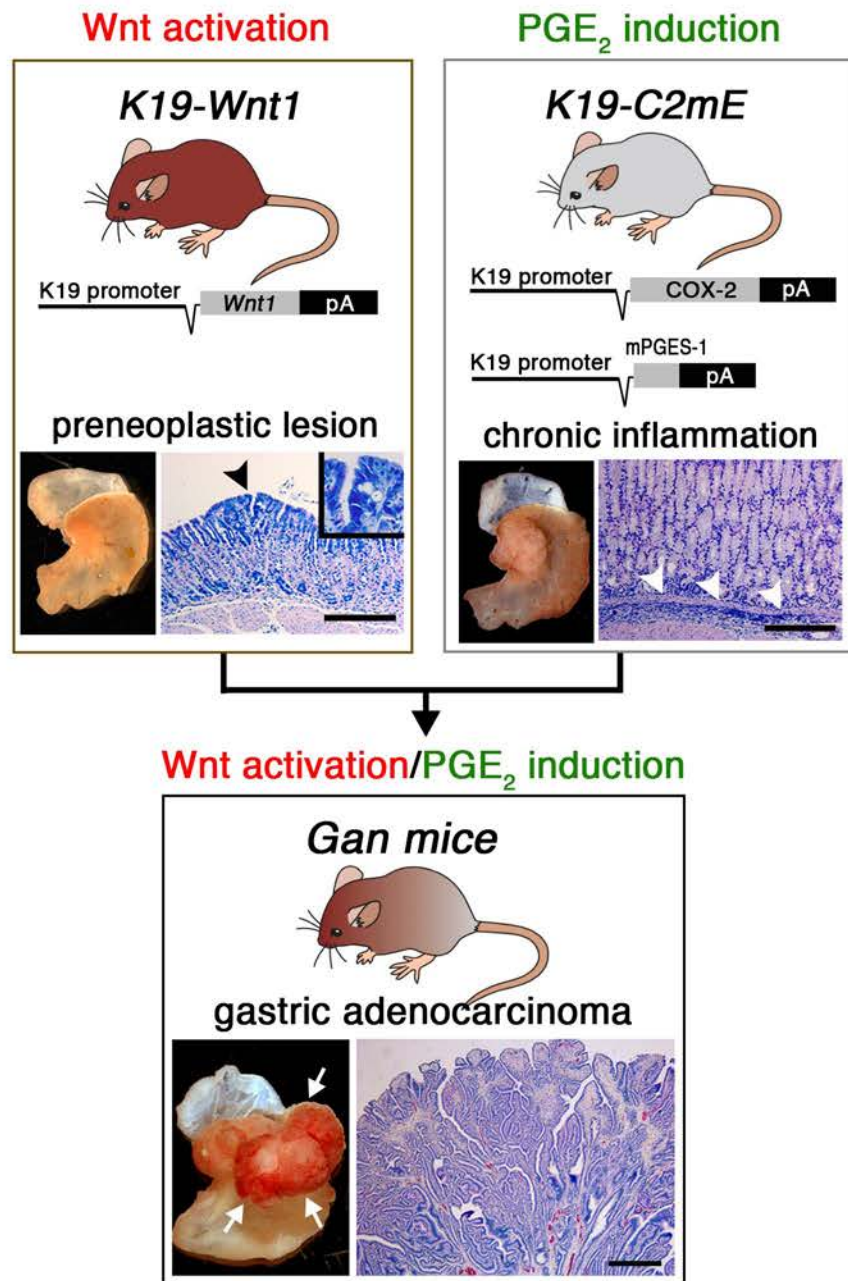 Wnt activation
PGE₂ induction
K19-Wnt1
K19-C2mE
K19 promoter
Wnt1
pA
K19 promoter
COX-2
pA
mPGES-1
K19 promoter
pA
preneoplastic lesion
chronic inflammation
Wnt activation/PGE₂ induction
Gan mice
gastric adenocarcinoma